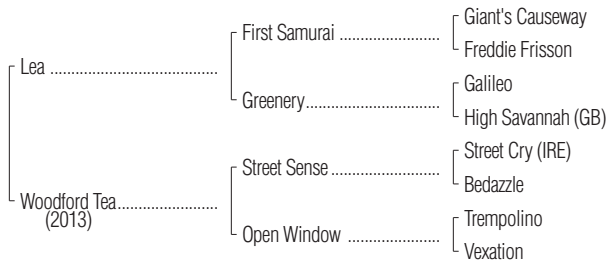 Giant's Causeway
First Samurai
Freddie Frisson
Lea
Galileo
Greenery
High Savannah (GB)
Street Cry (IRE)
Street Sense
Bedazzle
Woodford Tea
(2013)
Trempolino
Open Window
Vexation